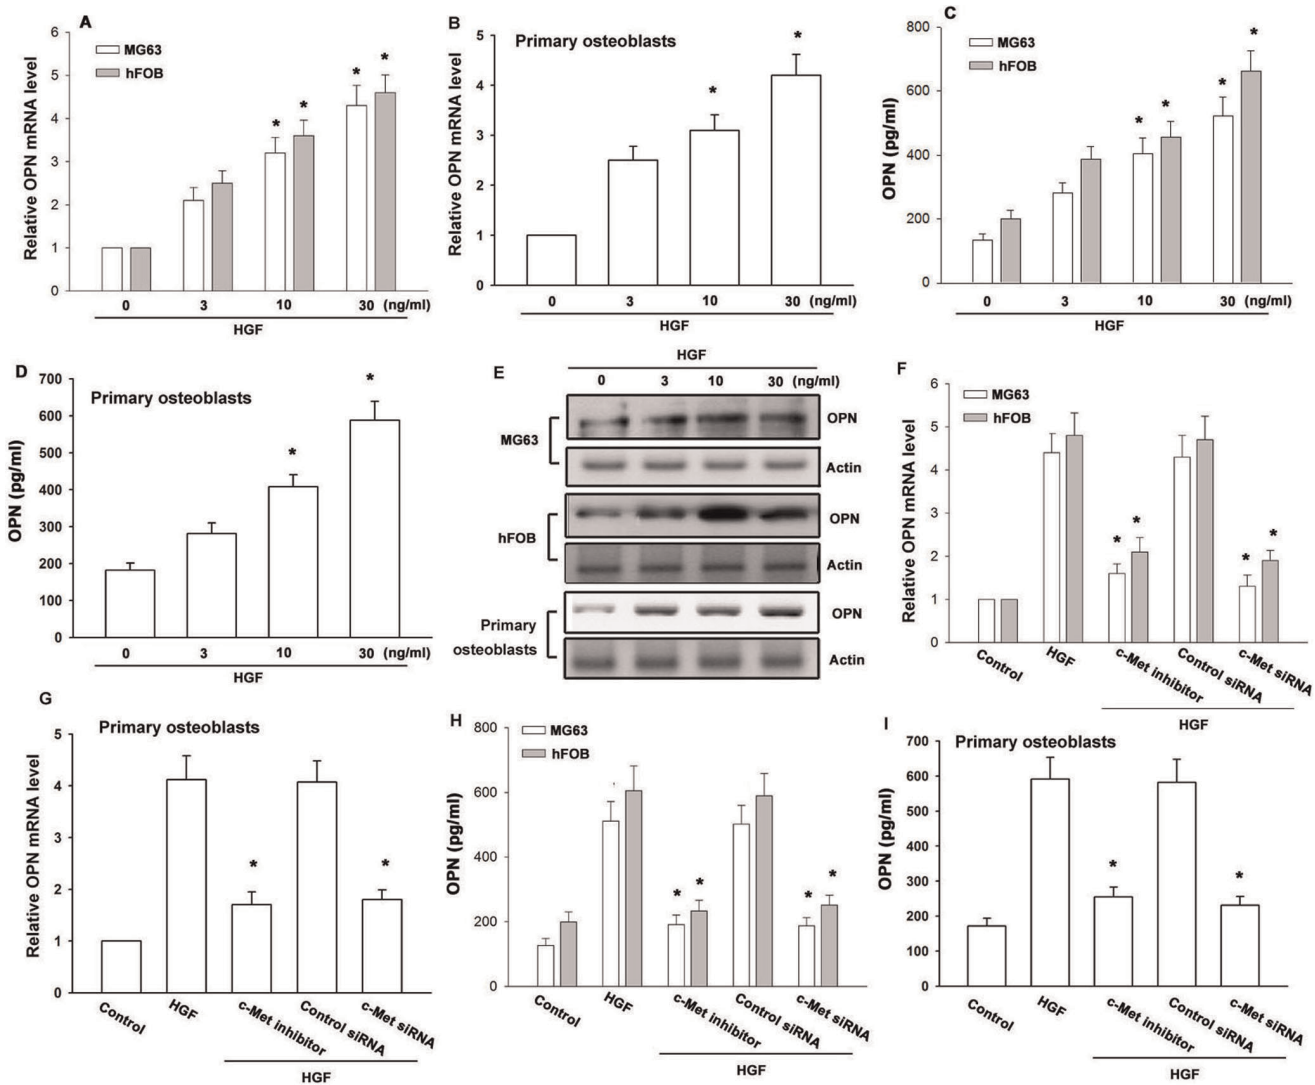 A
MG63
hFOB
Relative OPN mRNA level
6
5
4
3
2
1
0
* * * *
0 3 10 30 (ng/ml)
HGF
B
Primary osteoblasts
Relative OPN mRNA level
5
4
3
2
1
0
* *
0 3 10 30 (ng/ml)
HGF
C
MG63
hFOB
OPN (pg/ml)
800
600
400
200
0
* * * *
0 3 10 30 (ng/ml)
HGF
D
Primary osteoblasts
OPN (pg/ml)
700
600
500
400
300
200
100
0
* *
0 3 10 30 (ng/ml)
HGF
E
HGF
0 3 10 30 (ng/ml)
MG63
OPN
Actin
hFOB
OPN
Actin
Primary
osteoblasts
OPN
Actin
F
MG63
hFOB
Relative OPN mRNA level
6
5
4
3
2
1
0
* * * *
Control
HGF
c-Met inhibitor
Control siRNA
c-Met siRNA
HGF
G
Primary osteoblasts
Relative OPN mRNA level
5
4
3
2
1
0
* *
Control
HGF
c-Met inhibitor
Control siRNA
c-Met siRNA
HGF
H
MG63
hFOB
OPN (pg/ml)
800
600
400
200
0
* * * *
Control
HGF
c-Met inhibitor
Control siRNA
c-Met siRNA
HGF
I
Primary osteoblasts
OPN (pg/ml)
700
600
500
400
300
200
100
0
* *
Control
HGF
c-Met inhibitor
Control siRNA
c-Met siRNA
HGF